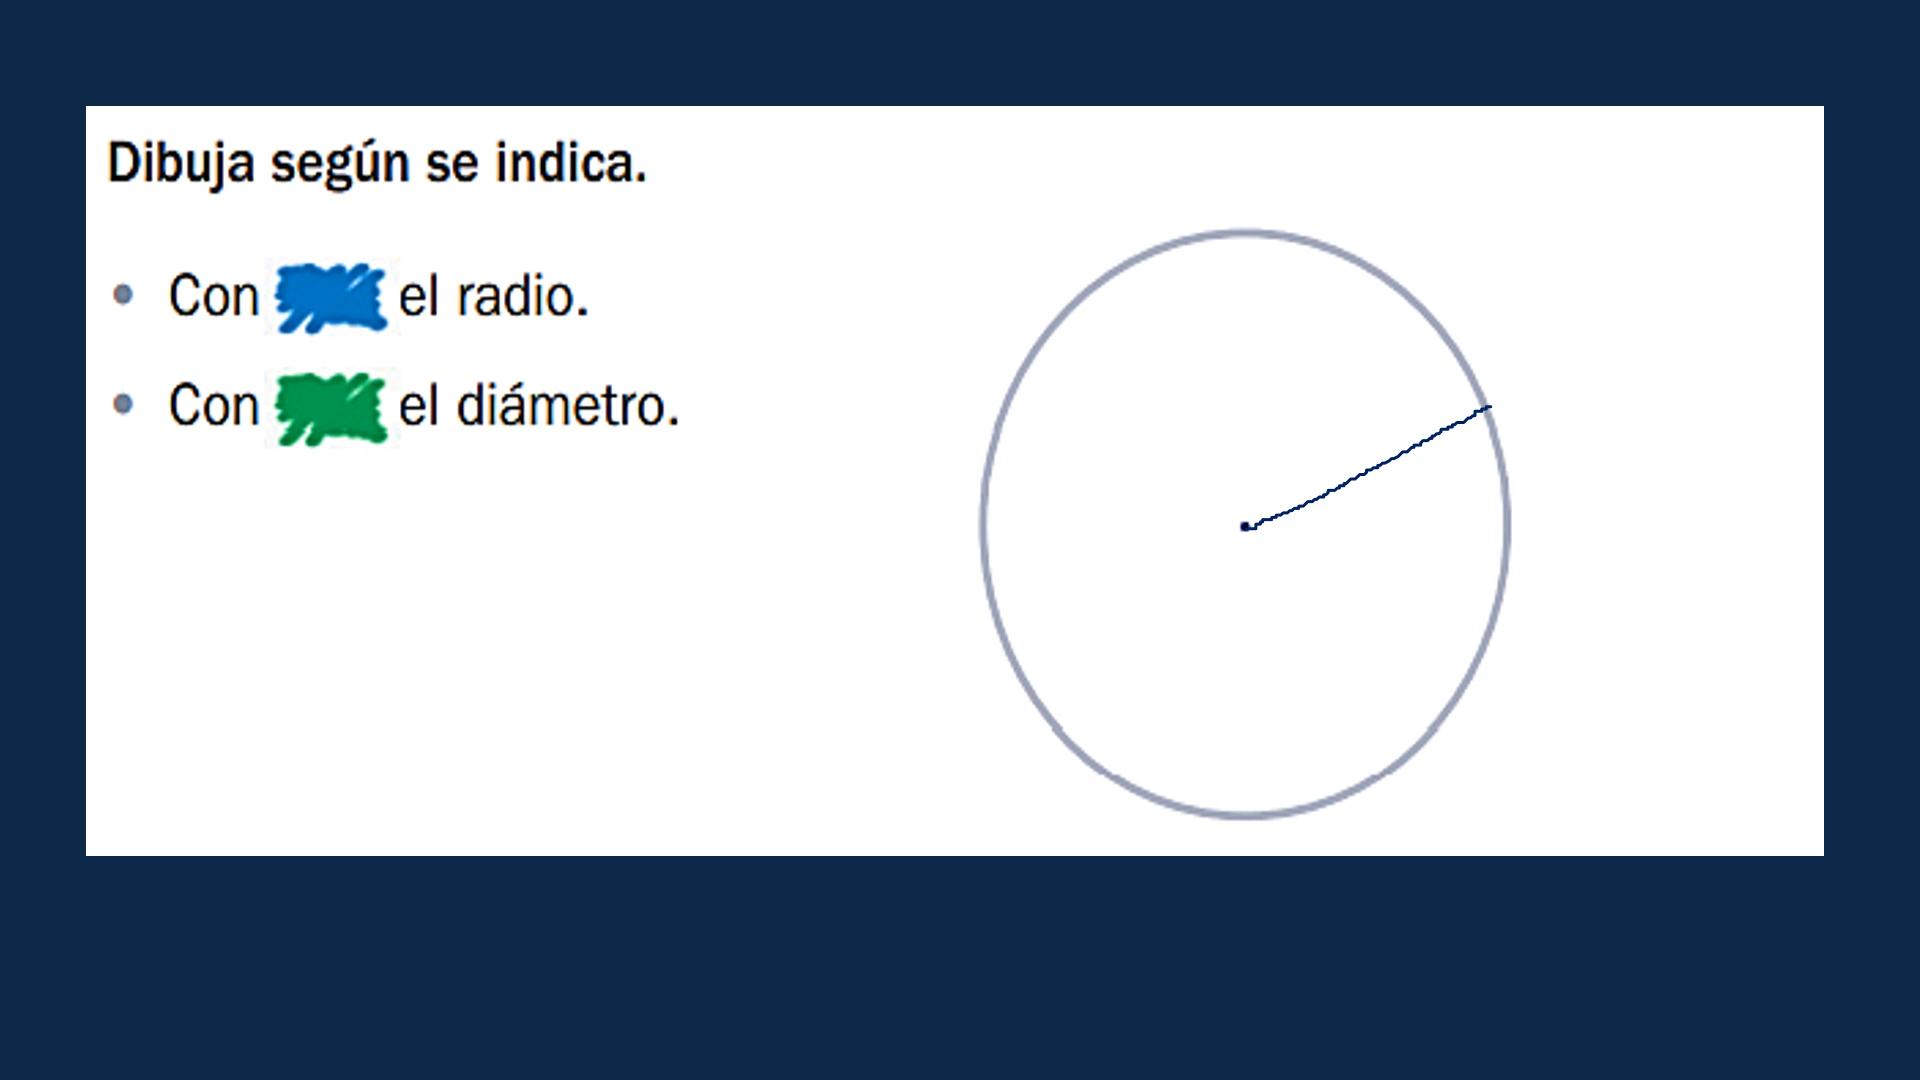 Dibuja según se indica.
• Con el radio.
• Con el diámetro.